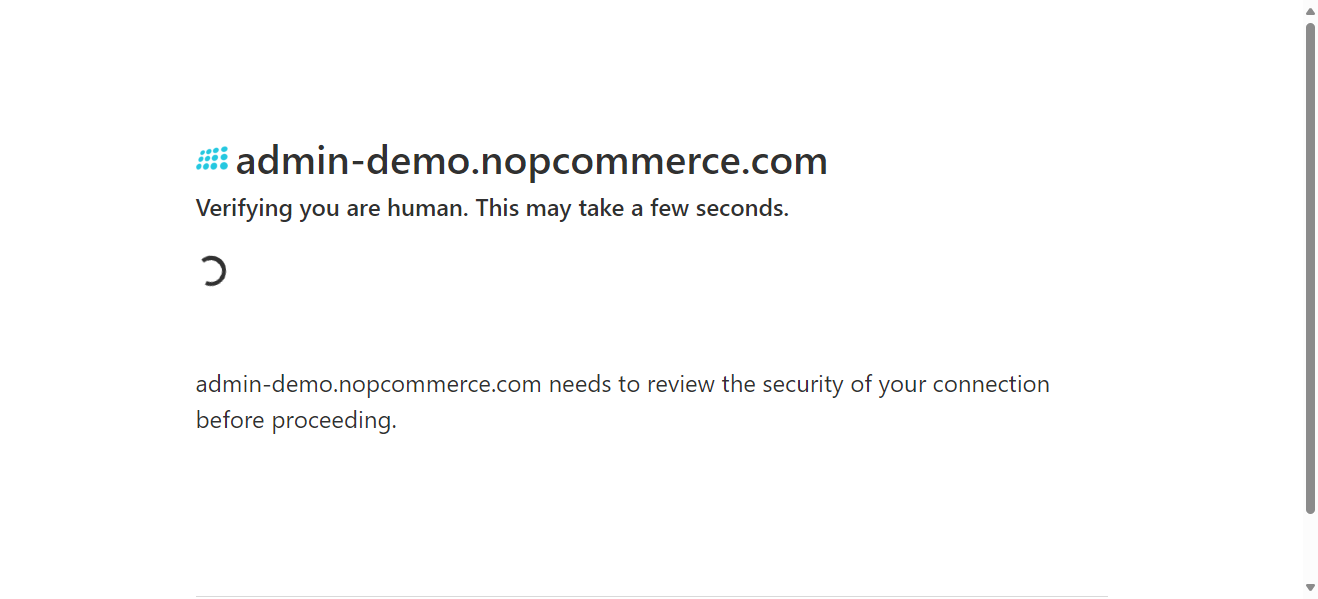 admin-demo.nopcommerce.com
Verifying you are human. This may take a few seconds.
admin-demo.nopcommerce.com needs to review the security of your connection
before proceeding.